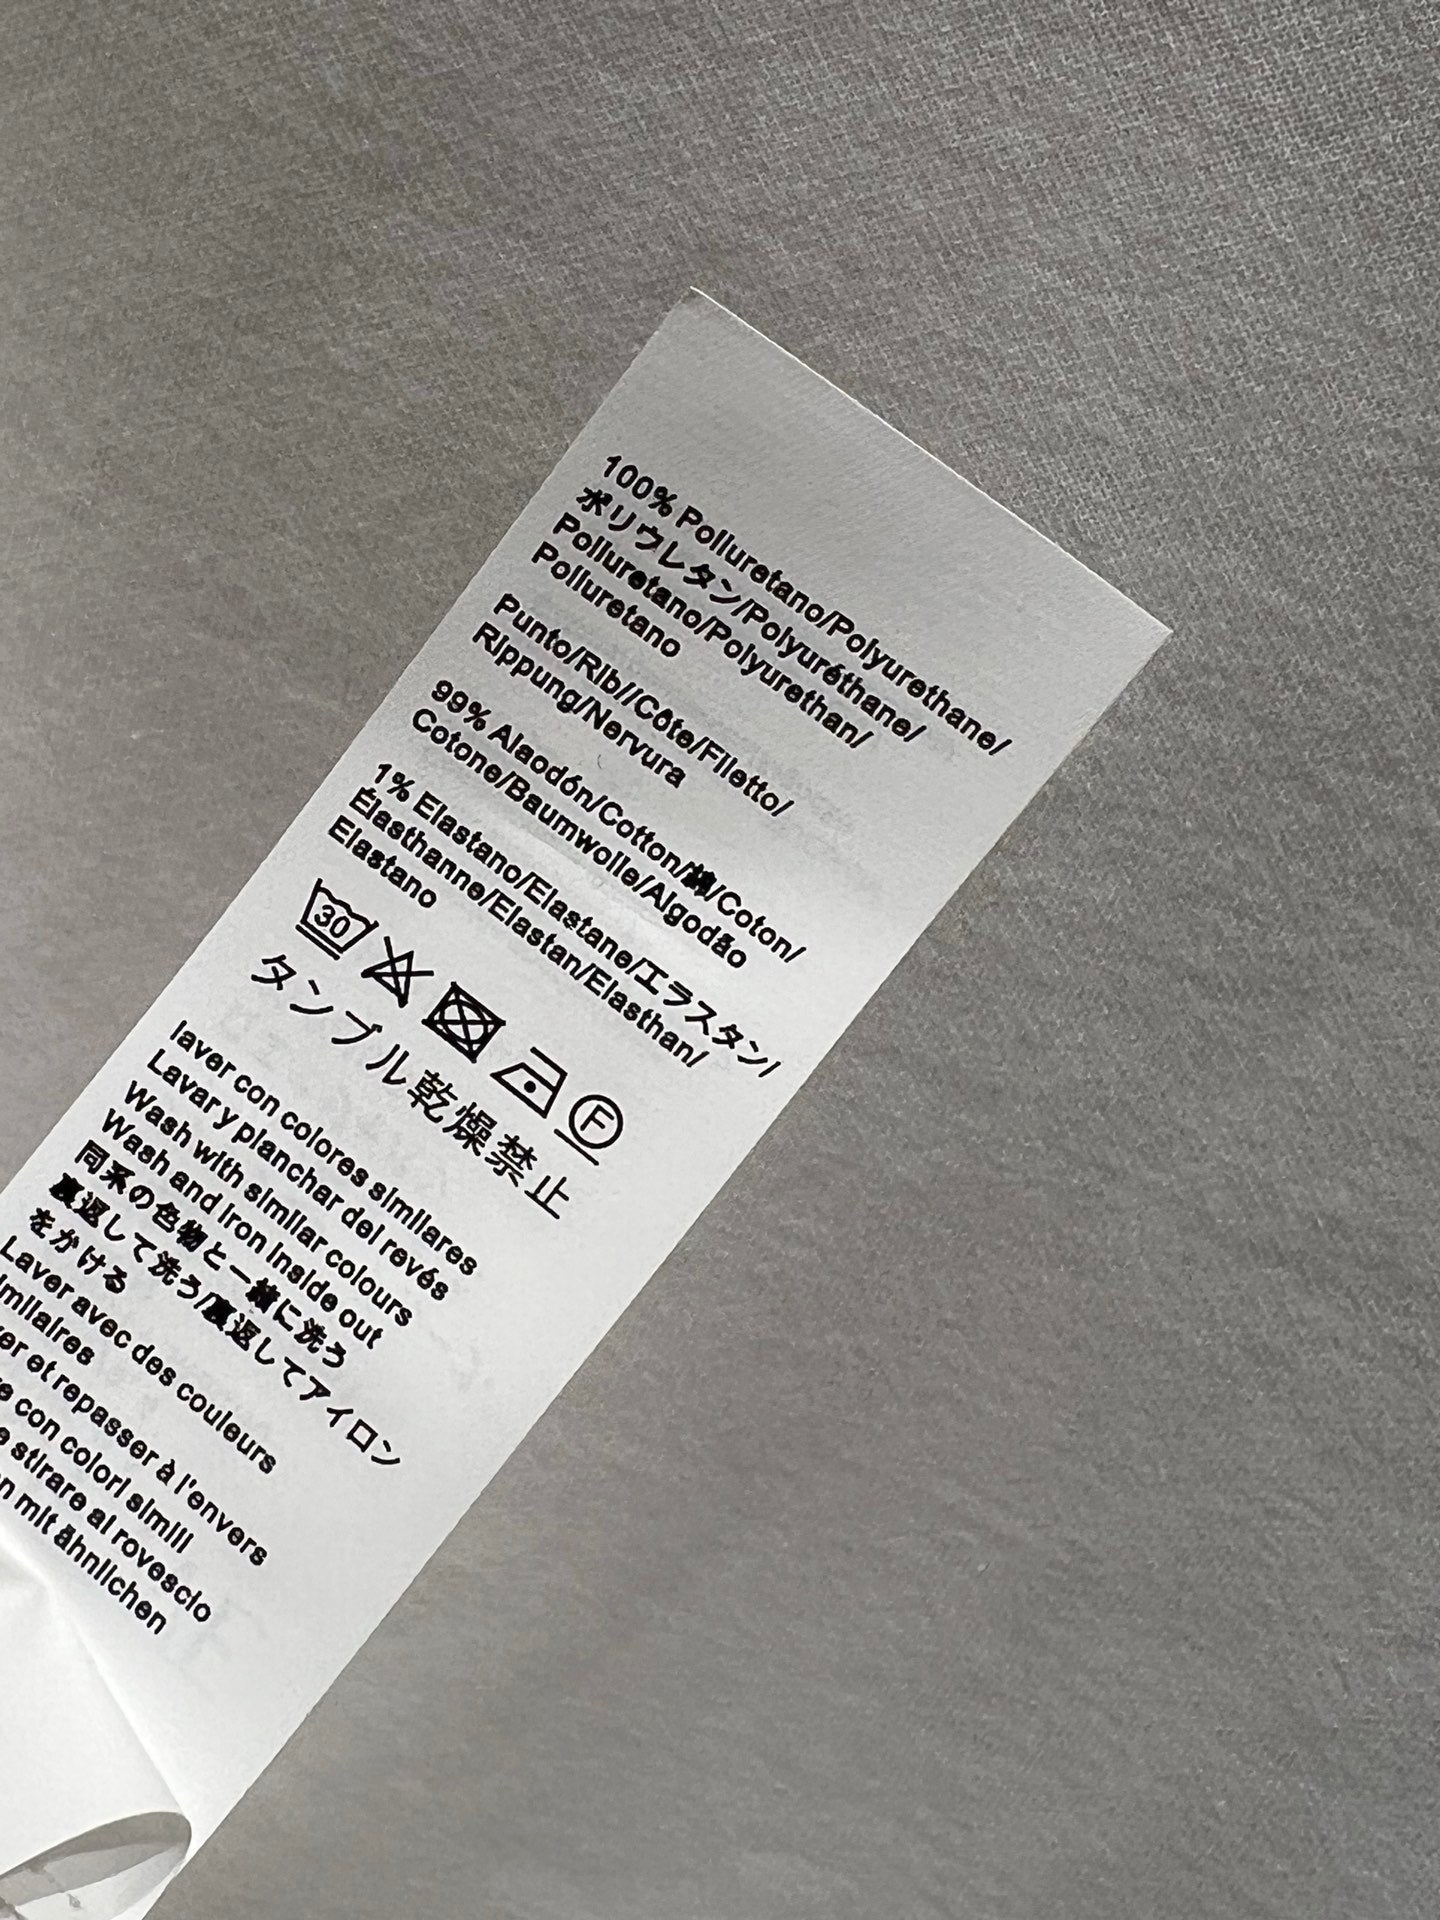 100% Poliuretano/Polyurethane/
ポリウレタン/Polyuréthane/
Poliuretano/Polyurethan/
Poliuretano
Punto/Rib//Côte/Filetto/
Rippung/Nervura
99% Alaodón/Cotton/綿/Coton/
Cotone/Baumwolle/Algodão
1% Elastano/Elastane/エラスタン/
Élasthanne/Elastan/Elasthan/
Elastano
30
F
タンブル乾燥禁止
laver con colores similares
Lavar y planchar del revés
Wash with similar colours
Wash and iron inside out
同系の色物と一緒に洗う
裏返して洗う/裏返してアイロン
をかける
Laver avec des couleurs
imilaires
er et repasser à l'envers
e con colori simili
e stirare al rovescio
n mit ähnlichen